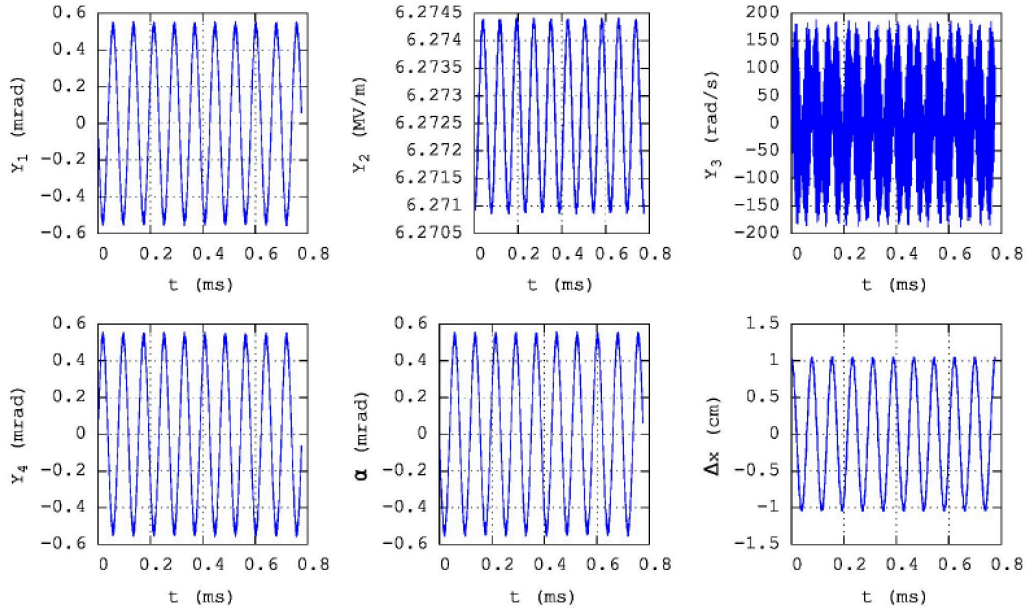 0.6
0.4
0.2
0
−0.2
−0.4
−0.6
Y1 (mrad)
0 0.2 0.4 0.6 0.8
t (ms)
6.2745
6.274
6.2735
6.273
6.2725
6.272
6.2715
6.271
6.2705
Y2 (MV/m)
0 0.2 0.4 0.6 0.8
t (ms)
200
150
100
50
0
−50
−100
−150
−200
Y3 (rad/s)
0 0.2 0.4 0.6 0.8
t (ms)
0.6
0.4
0.2
0
−0.2
−0.4
−0.6
Y4 (mrad)
0 0.2 0.4 0.6 0.8
t (ms)
0.6
0.4
0.2
0
−0.2
−0.4
−0.6
α (mrad)
0 0.2 0.4 0.6 0.8
t (ms)
1.5
1
0.5
0
−0.5
−1
−1.5
Δx (cm)
0 0.2 0.4 0.6 0.8
t (ms)